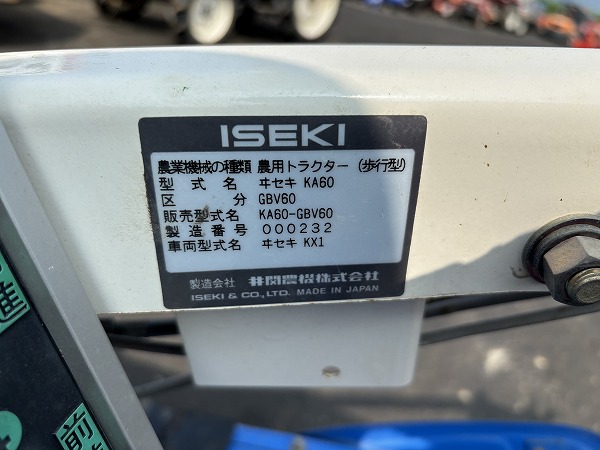 ISEKI
農業機械の種類 農用トラクター (歩行型)
型式名 ヰセキ KA60
区分 GBV60
販売型式名 KA60-GBV60
製造番号 000232
車両型式名 ヰセキ KX1
製造会社 井関農機株式会社
ISEKI & CO., LTD. MADE IN JAPAN
前